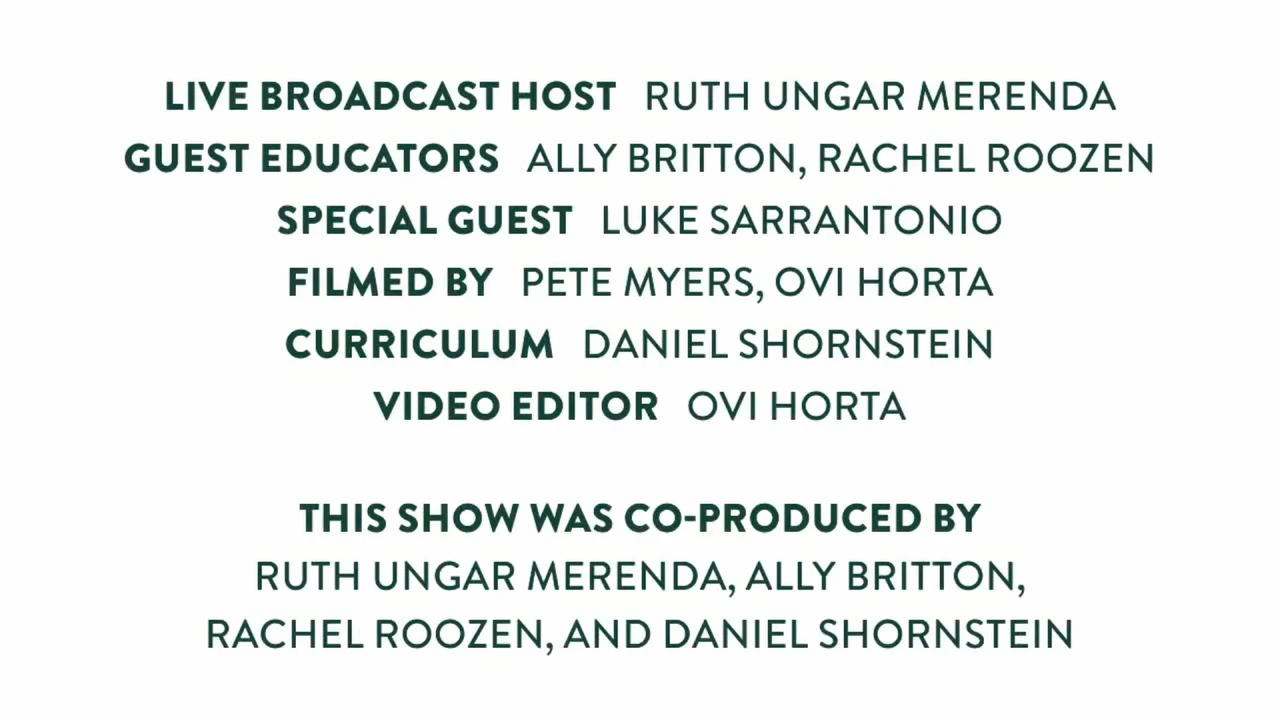 LIVE BROADCAST HOST RUTH UNGAR MERENDA
GUEST EDUCATORS ALLY BRITTON, RACHEL ROOZEN
SPECIAL GUEST LUKE SARRANTONIO
FILMED BY PETE MYERS, OVI HORTA
CURRICULUM DANIEL SHORNSTEIN
VIDEO EDITOR OVI HORTA
THIS SHOW WAS CO-PRODUCED BY
RUTH UNGAR MERENDA, ALLY BRITTON,
RACHEL ROOZEN, AND DANIEL SHORNSTEIN